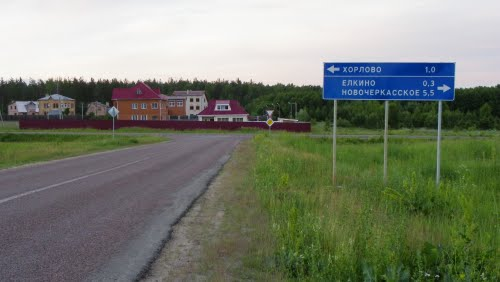 ХОРЛОВО 1,0
ЕЛКИНО 0,3
НОВОЧЕРКАССКОЕ 5,5